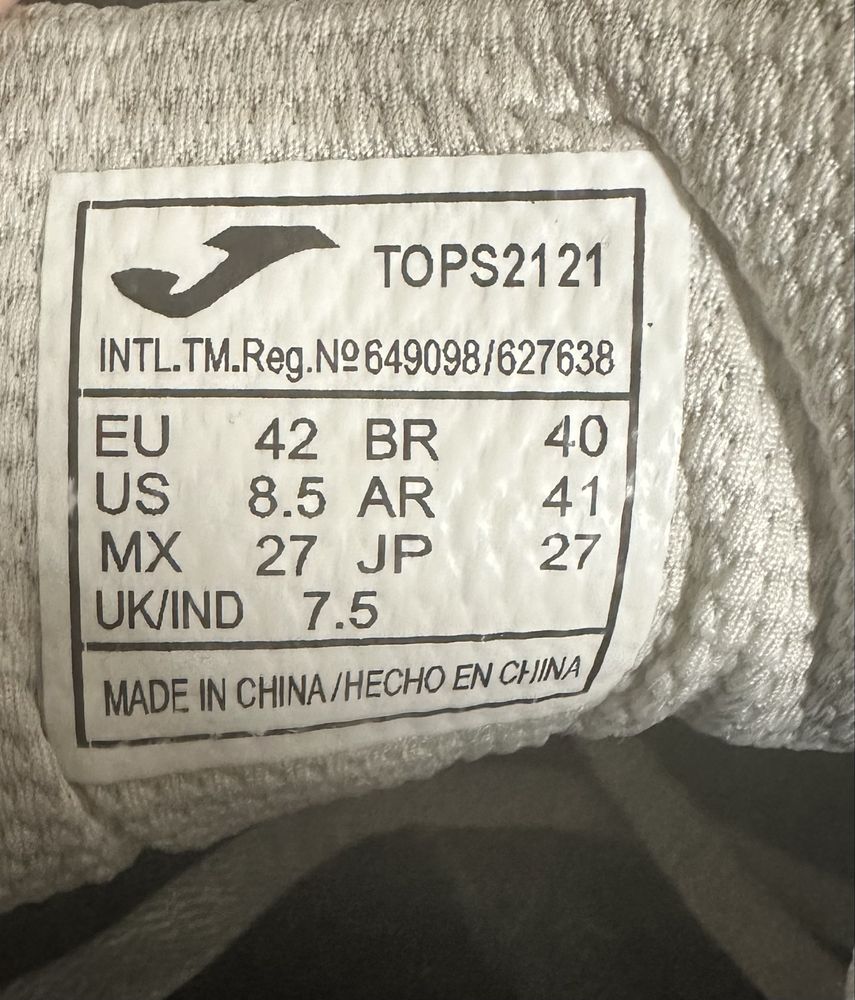 TOPS2121
INTL.TM.Reg.Nº649098/627638
EU 42 BR 40
US 8.5 AR 41
MX 27 JP 27
UK/IND 7.5
MADE IN CHINA/HECHO EN CHINA